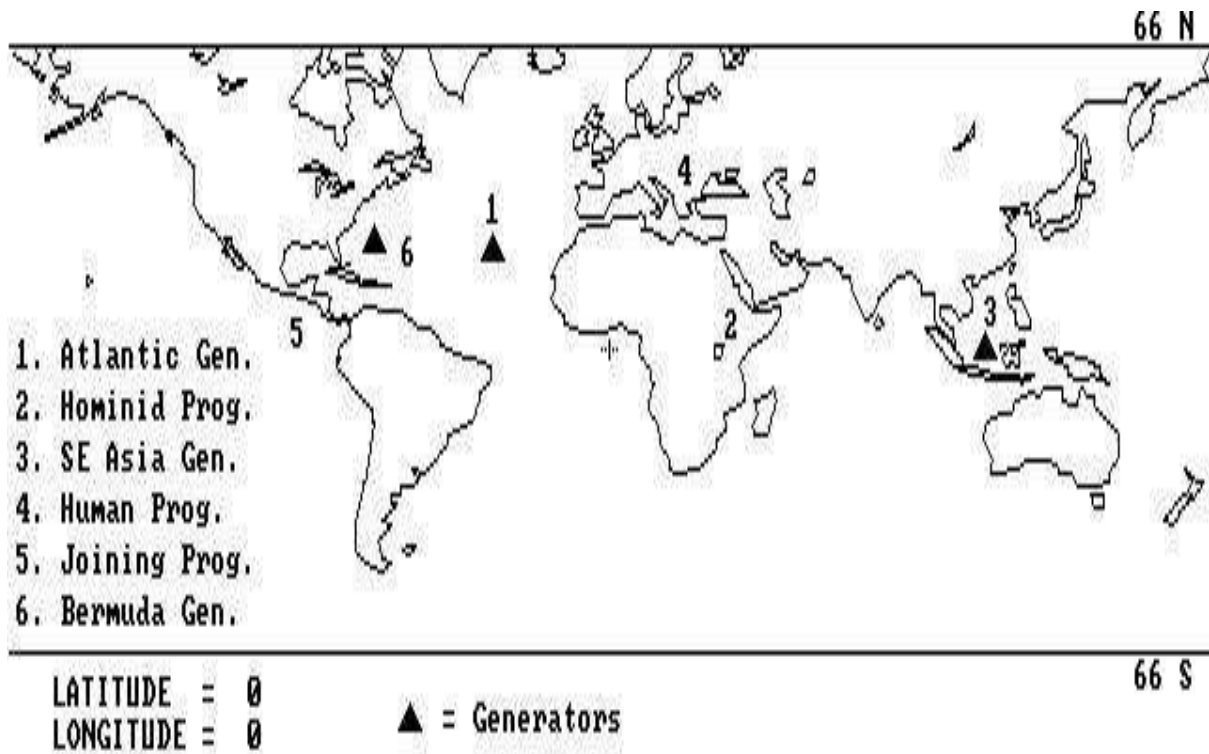 66 N
4
1
6
2
3
5
1. Atlantic Gen.
2. Hominid Prog.
3. SE Asia Gen.
4. Human Prog.
5. Joining Prog.
6. Bermuda Gen.
66 S
LATITUDE = 0
LONGITUDE = 0
▲ = Generators